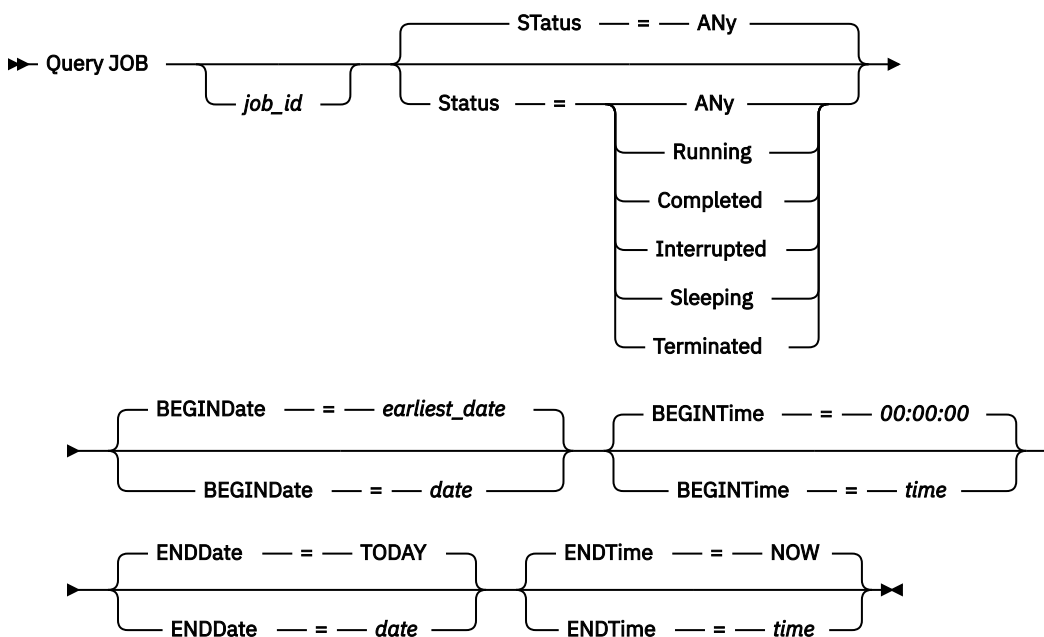 STatus = ANy
Query JOB
job_id
Status = ANy
Running
Completed
Interrupted
Sleeping
Terminated
BEGINDate = earliest_date BEGINTime = 00:00:00
BEGINDate = date BEGINTime = time
ENDDate = TODAY ENDTime = NOW
ENDDate = date ENDTime = time